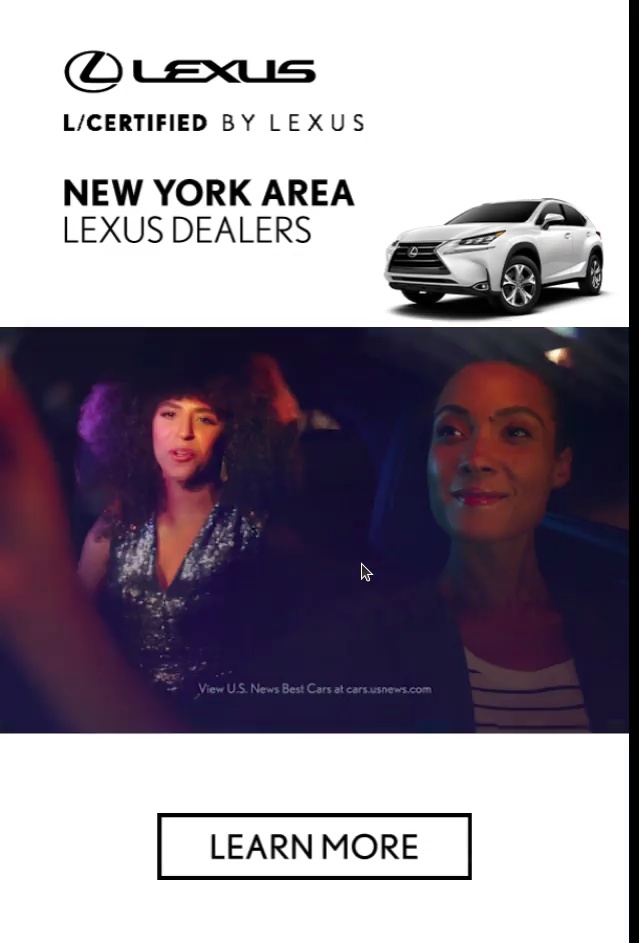 LEXUS
L/CERTIFIED BY LEXUS
NEW YORK AREA
LEXUS DEALERS
View U.S. News Best Cars at cars.usnews.com
LEARN MORE